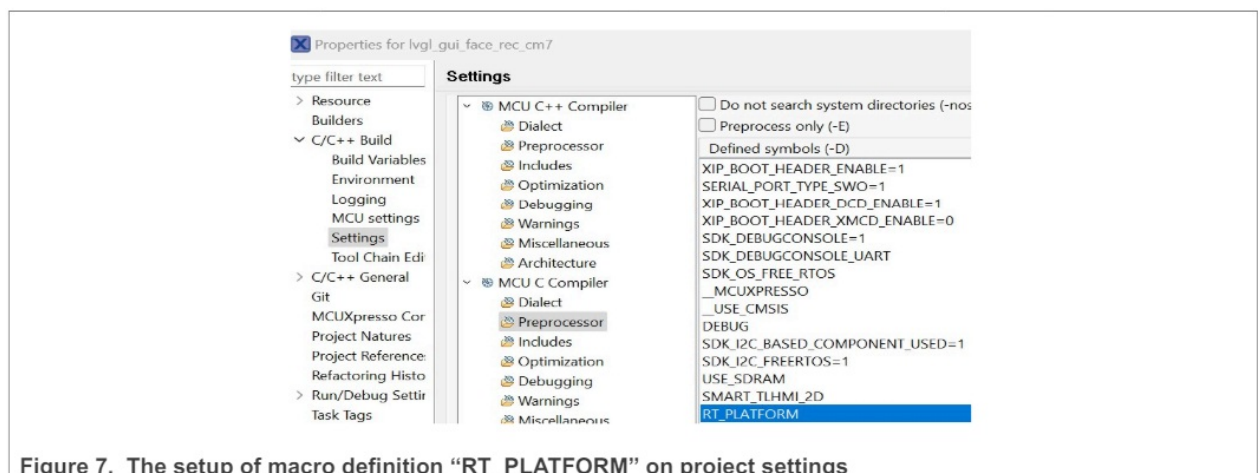 Properties for lvgl_gui_face_rec_cm7
type filter text
Resource
Builders
C/C++ Build
Build Variables
Environment
Logging
MCU settings
Settings
Tool Chain Edi
C/C++ General
Git
MCUXpresso Cor
Project Natures
Project Reference
Refactoring Histo
Run/Debug Settir
Task Tags
Settings
MCU C++ Compiler
Dialect
Preprocessor
Includes
Optimization
Debugging
Warnings
Miscellaneous
Architecture
MCU C Compiler
Dialect
Preprocessor
Includes
Optimization
Debugging
Warnings
Miscellaneous
Do not search system directories (-nos
Preprocess only (-E)
Defined symbols (-D)
XIP_BOOT_HEADER_ENABLE=1
SERIAL_PORT_TYPE_SWO=1
XIP_BOOT_HEADER_DCD_ENABLE=1
XIP_BOOT_HEADER_XMCD_ENABLE=0
SDK_DEBUGCONSOLE=1
SDK_DEBUGCONSOLE_UART
SDK_OS_FREE_RTOS
__MCUXPRESSO
__USE_CMSIS
DEBUG
SDK_I2C_BASED_COMPONENT_USED=1
SDK_I2C_FREERTOS=1
USE_SDRAM
SMART_TLHMI_2D
RT_PLATFORM
Figure 7. The setup of macro definition “RT_PLATFORM” on project settings